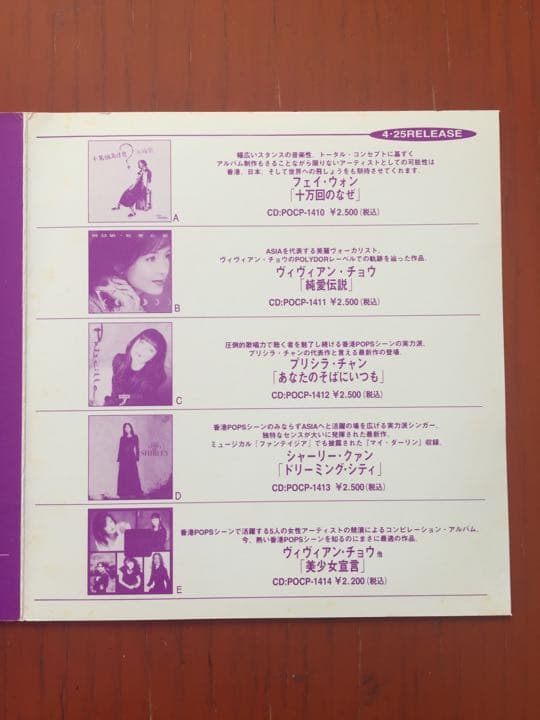 4・25RELEASE
幅広いスタンスの音楽性、トータル・コンセプトに基ずく
アルバム制作もさることながら限りないアーティストとしての可能性は
香港、日本、そして世界への飛しょうをも期待させてくれます。
フェイ・ウォン
「十万回のなぜ」
CD:POCP-1410 ¥2.500(税込)
A
ASIAを代表する美麗ヴォーカリスト、
ヴィヴィアン・チョウのPOLYDORレーベルでの軌跡を辿った作品。
ヴィヴィアン・チョウ
「純愛伝説」
CD:POCP-1411 ¥2.500(税込)
B
圧倒的歌唱力で聴く者を魅了し続ける香港POPSシーンの実力派、
プリシラ・チャンの代表作と言える最新作の登場。
プリシラ・チャン
「あなたのそばにいつも」
CD:POCP-1412 ¥2.500(税込)
Priscilla
C
香港POPSシーンのみならずASIAへと活躍の場を広げる実力派シンガー。
独特なセンスが大いに発揮された最新作。
ミュージカル「ファンテイジア」でも披露された「マイ・ダーリン」収録。
シャーリー・クァン
「ドリーミング・シティ」
CD:POCP-1413 ¥2.500(税込)
SHIRLEY
D
香港POPSシーンで活躍する5人の女性アーティストの競演によるコンピレーション・アルバム。
今、熱い香港POPSシーンを知るのにまさに最適の作品。
ヴィヴィアン・チョウ他
「美少女宣言」
CD:POCP-1414 ¥2.200(税込)
E